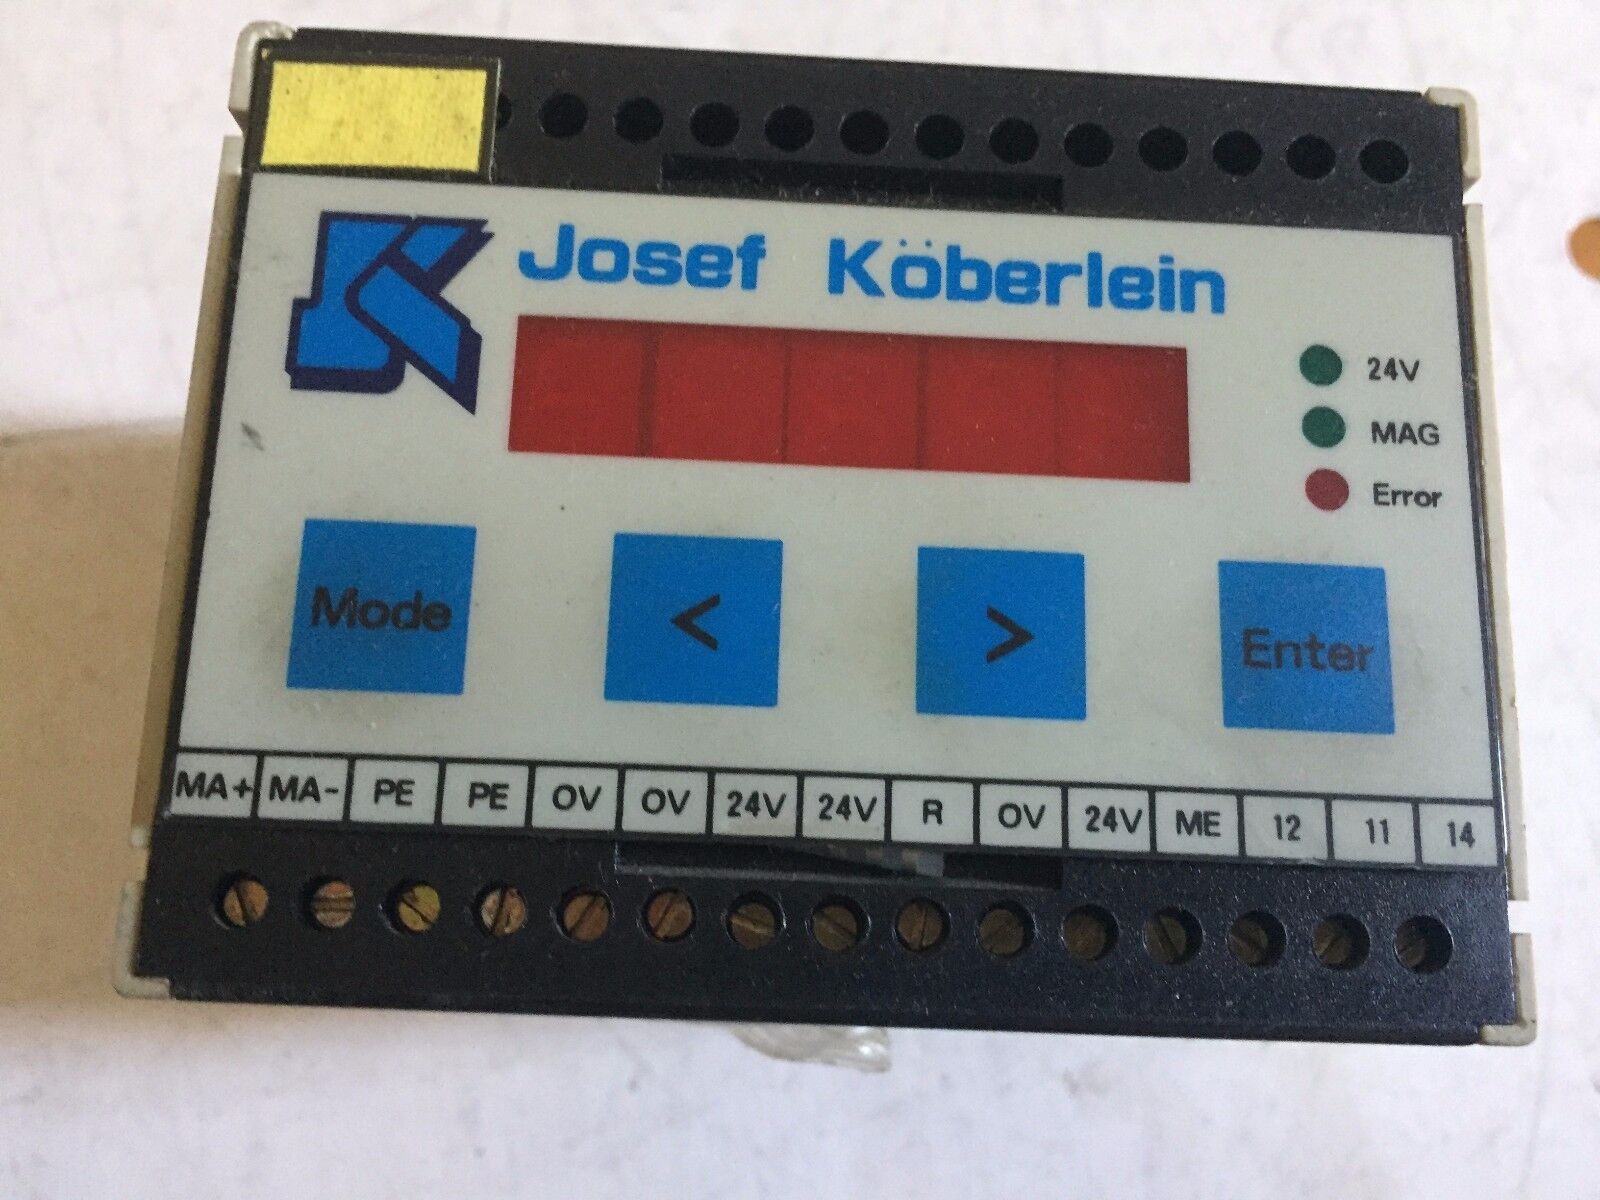 Josef Köberlein
24V
MAG
Error
Mode < > Enter
MA+ MA- PE PE OV OV 24V 24V R OV 24V ME 12 11 14